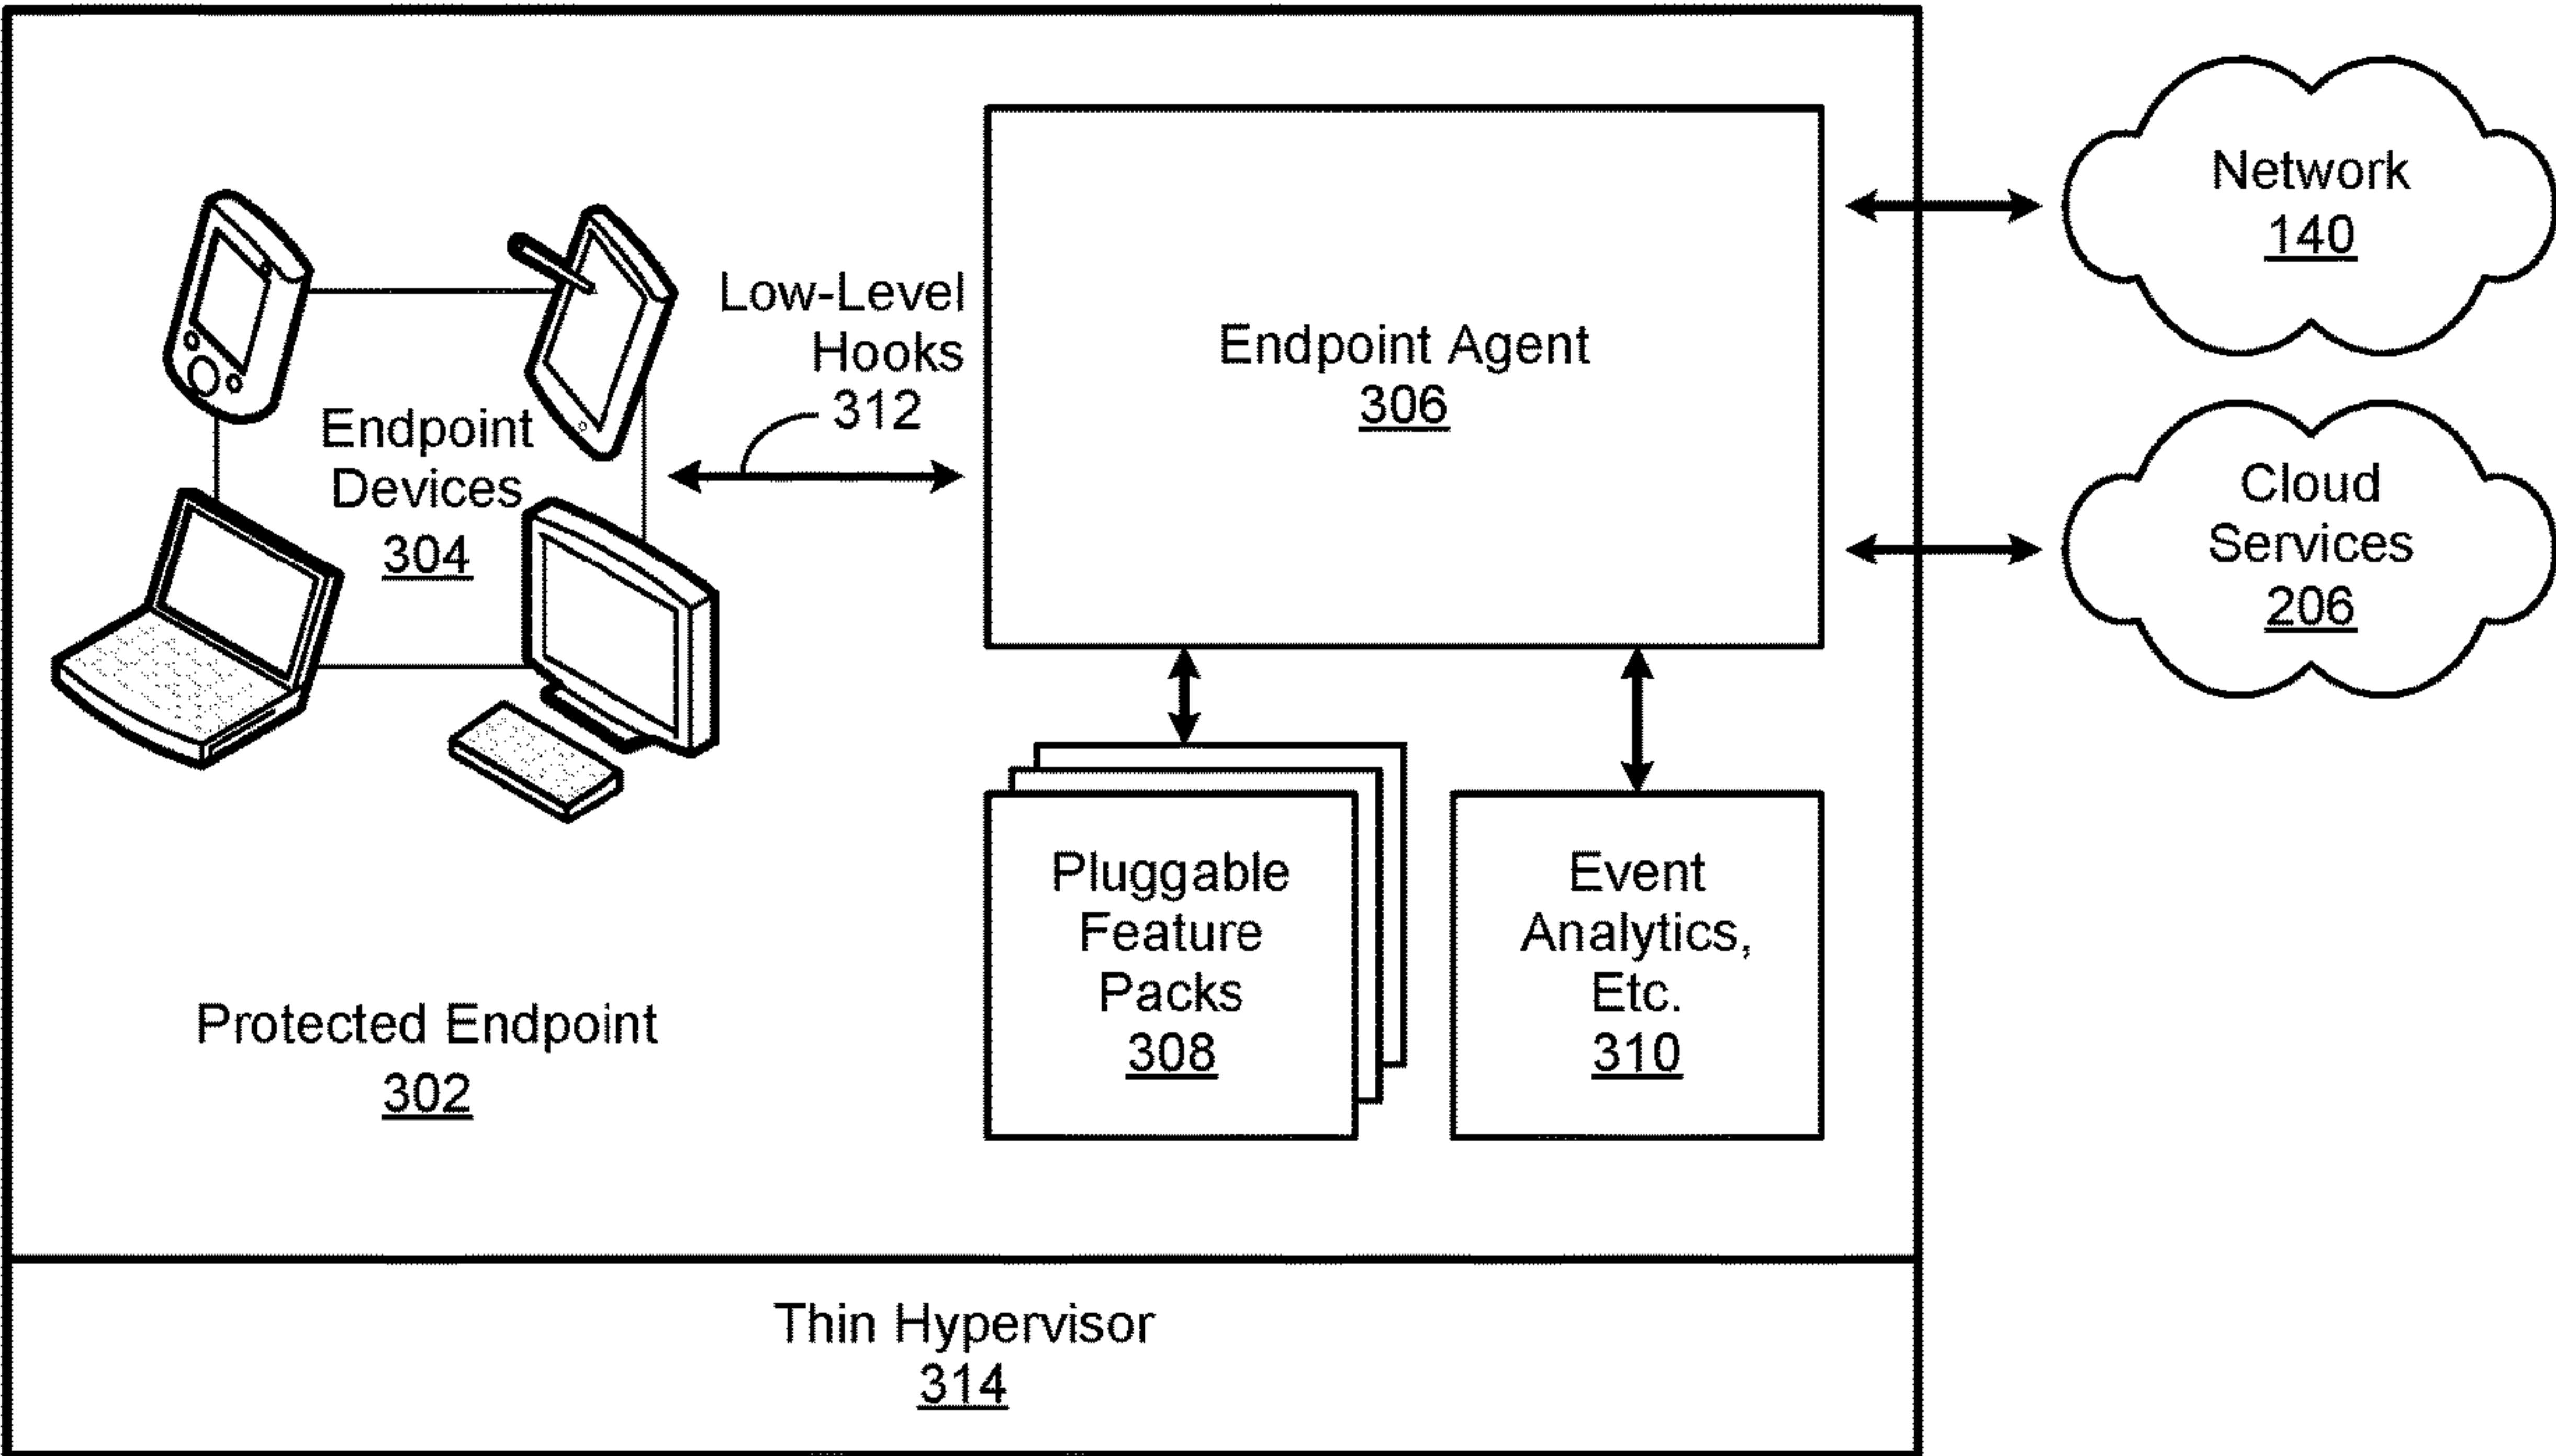 Network
140
Low-Level
Hooks
312
Endpoint Agent
306
Endpoint
Devices
304
Cloud
Services
206
Pluggable
Feature
Packs
308
Event
Analytics,
Etc.
310
Protected Endpoint
302
Thin Hypervisor
314